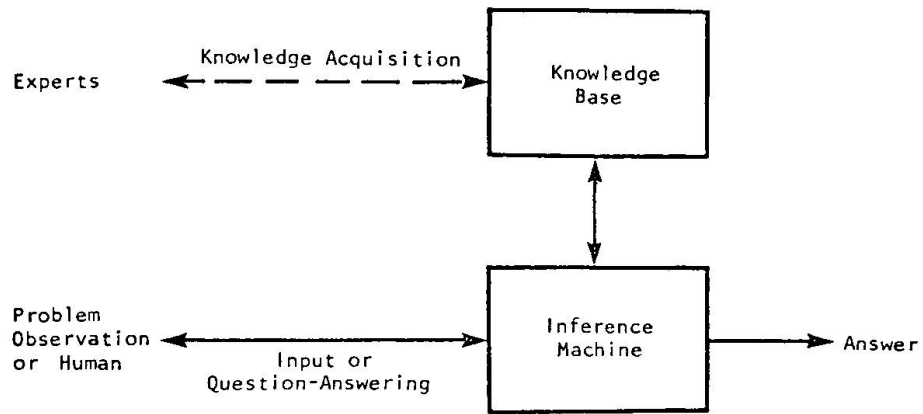 Knowledge Acquisition
Experts
Knowledge
Base
Problem
Observation
or Human
Input or
Question-Answering
Inference
Machine
Answer